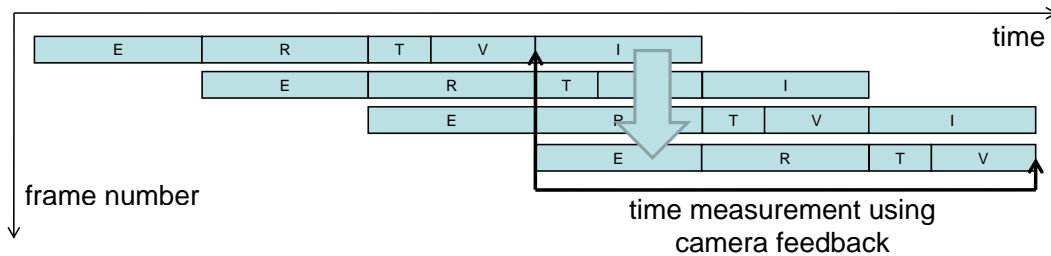 time
E R T V I
E R T I
E R T V I
E R T V
frame number
time measurement using
camera feedback